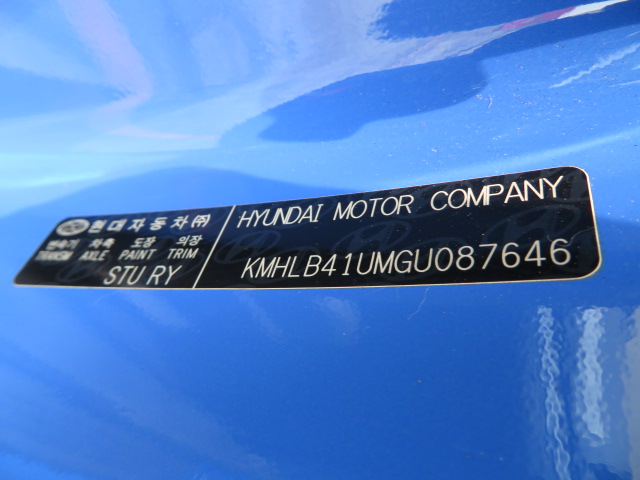 현대자동차(주)
변속기 차축 도장 의장
TRANSM AXLE PAINT TRIM
STU RY
HYUNDAI MOTOR COMPANY
KMHLB41UMGU087646